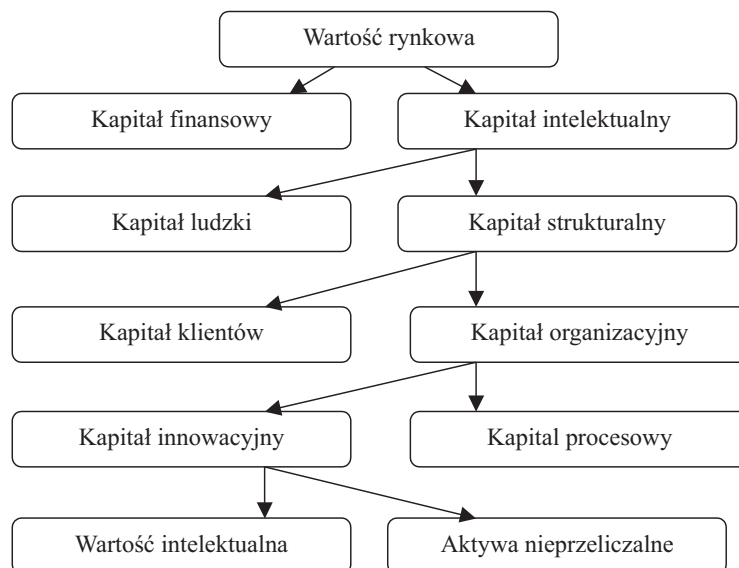 Wartość rynkowa
Kapitał finansowy
Kapitał intelektualny
Kapitał ludzki
Kapitał strukturalny
Kapitał klientów
Kapitał organizacyjny
Kapitał innowacyjny
Kapital procesowy
Wartość intelektualna
Aktywa nieprzeliczalne